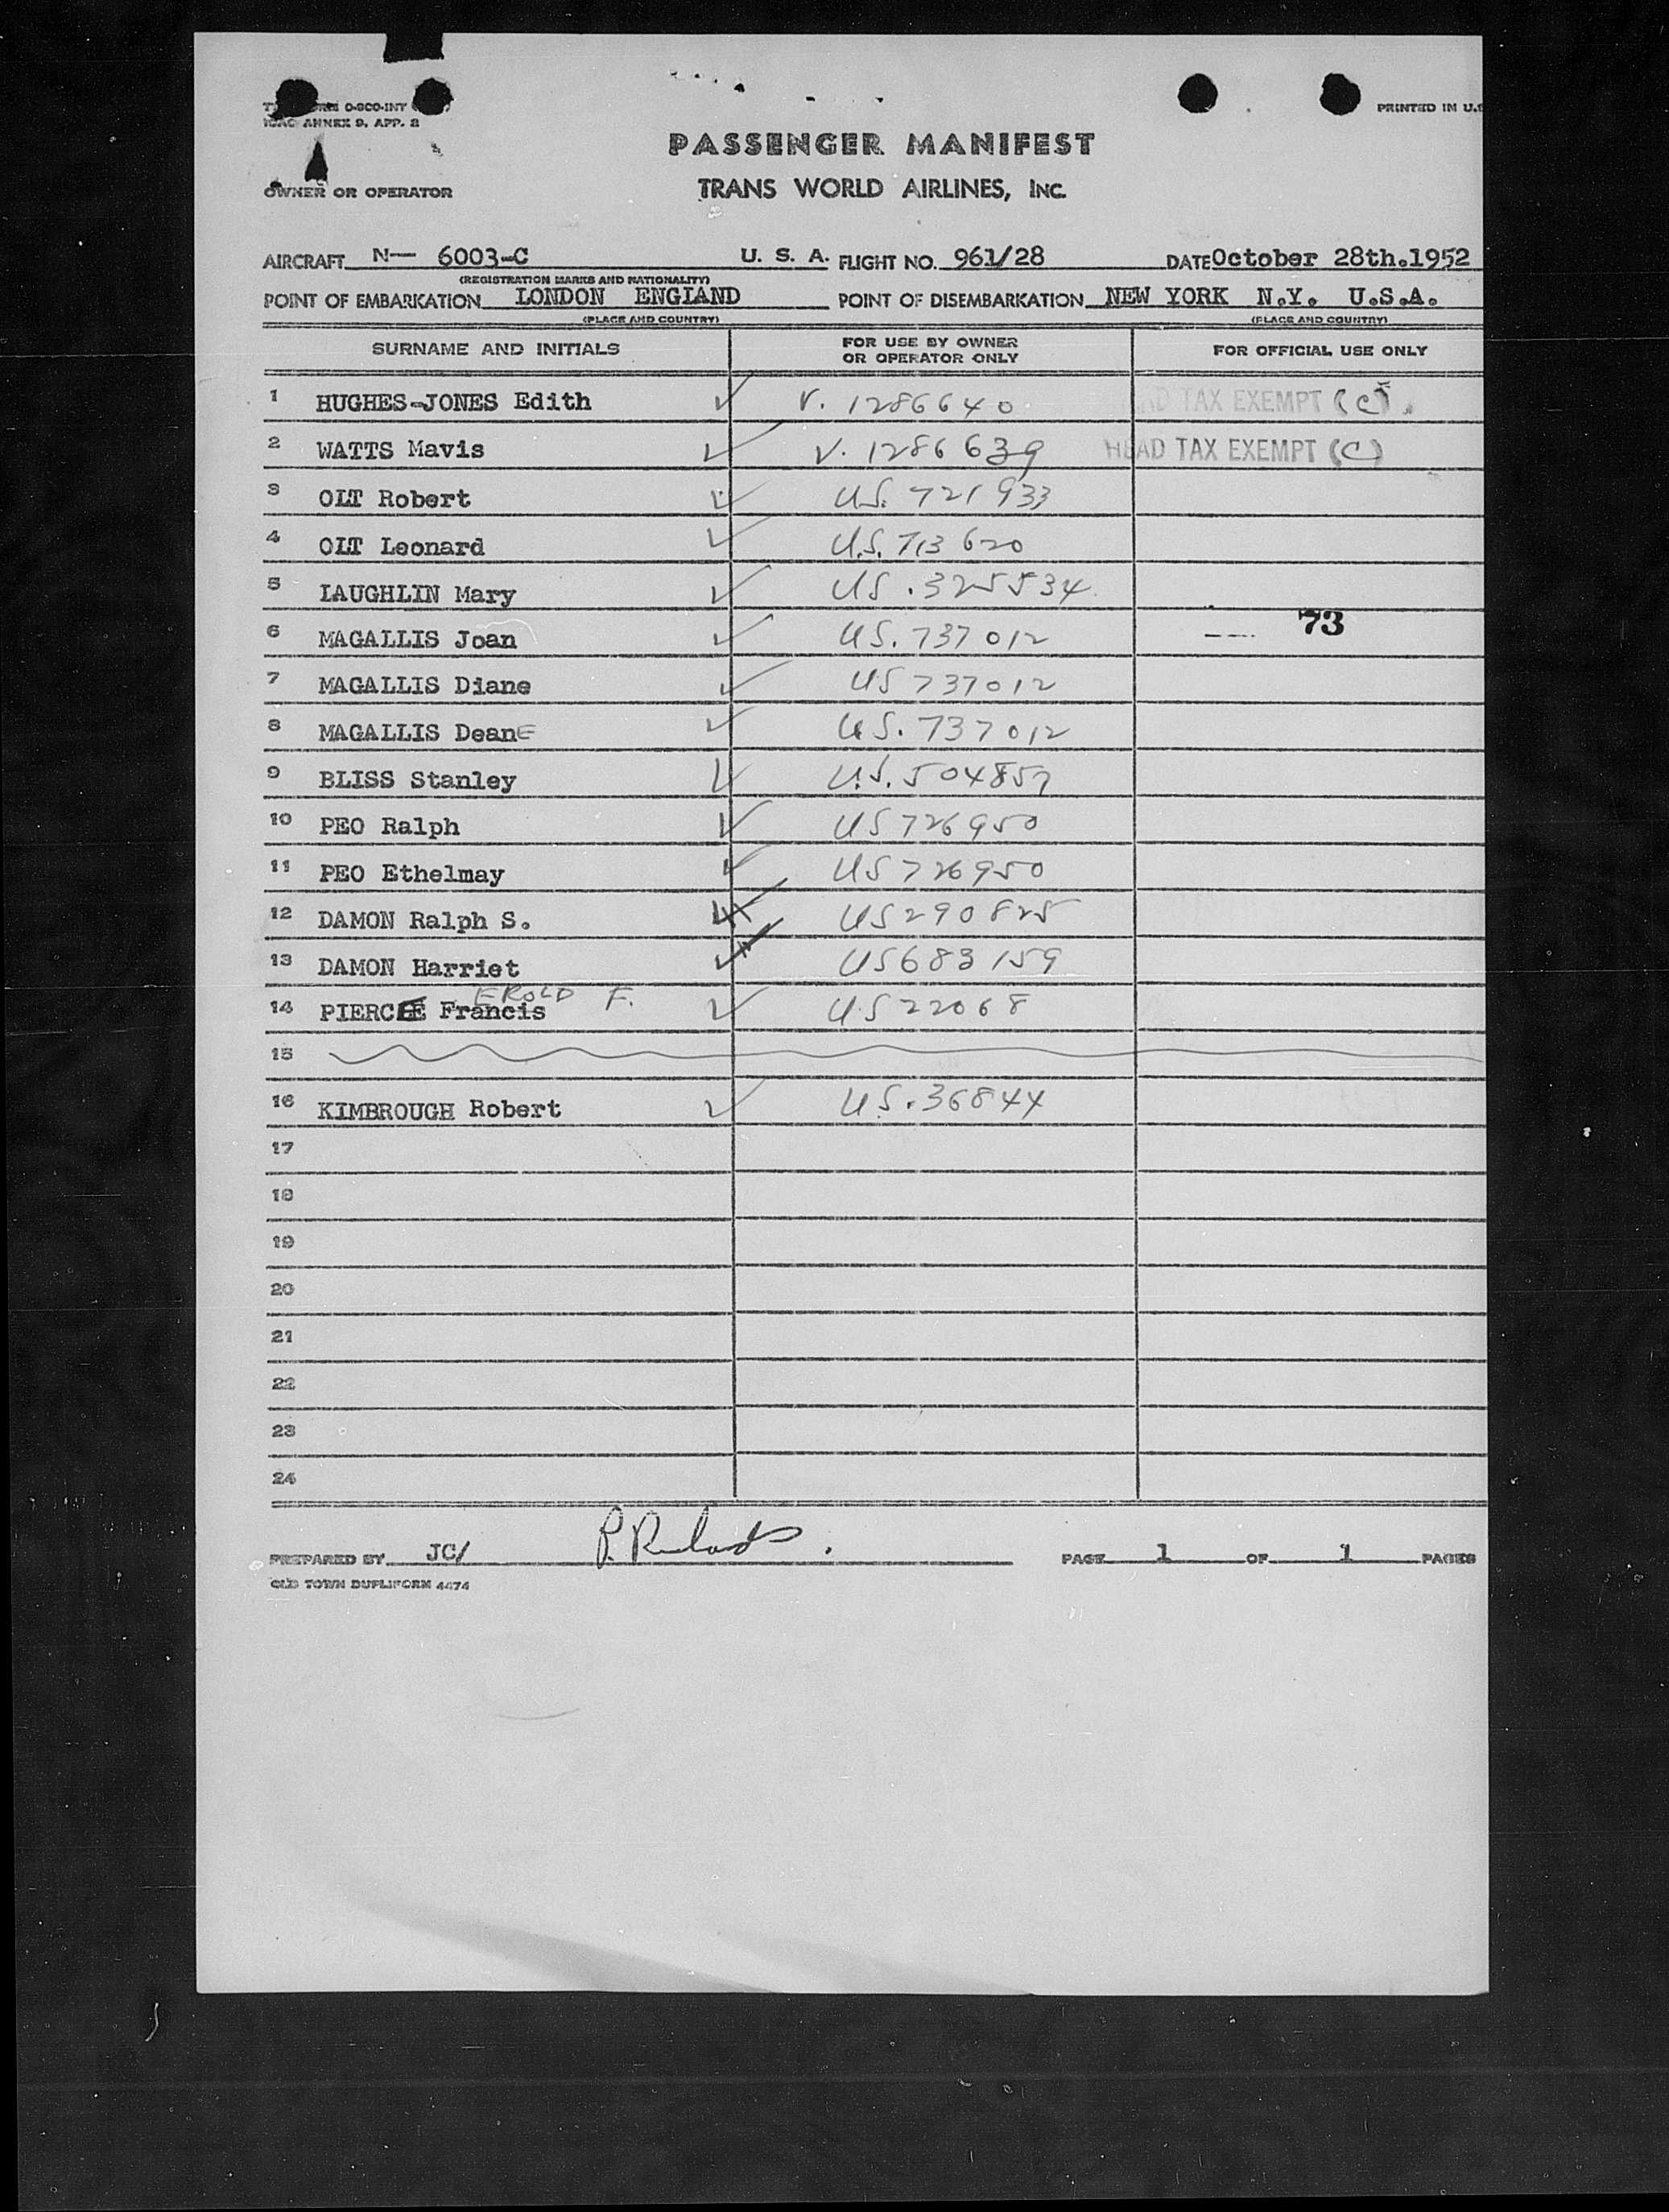 O-800-INT
ICAO ANNEX 9, APP. 2
PRINTED IN U.S
PASSENGER MANIFEST
OWNER OR OPERATOR
TRANS WORLD AIRLINES, INC.
AIRCRAFT N— 6003-C U. S. A. FLIGHT NO. 961/28 DATE October 28th.1952
(REGISTRATION MARKS AND NATIONALITY)
POINT OF EMBARKATION LONDON ENGLAND POINT OF DISEMBARKATION NEW YORK N.Y. U.S.A.
(PLACE AND COUNTRY) (PLACE AND COUNTRY)
SURNAME AND INITIALS FOR USE BY OWNER OR OPERATOR ONLY FOR OFFICIAL USE ONLY
1 HUGHES-JONES Edith V. 1286640 TAX EXEMPT (C)
2 WATTS Mavis V. 1286639 HEAD TAX EXEMPT (C)
3 OLT Robert US. 721933
4 OLT Leonard U.S. 713620
5 LAUGHLIN Mary US. 325534
6 MAGALLIS Joan US. 737012 73
7 MAGALLIS Diane US 737012
8 MAGALLIS DeanE US. 737012
9 BLISS Stanley U.S. 504857
10 PEO Ralph US 726950
11 PEO Ethelmay US 726950
12 DAMON Ralph S. US 290825
13 DAMON Harriet US 683159
EROLD F.
14 PIERCE Francis US 22068
15
16 KIMBROUGH Robert US. 36844
17
18
19
20
21
22
23
24
PREPARED BY JC/ PAGE 1 OF 1 PAGES
OLD TOWN DUPLIFORM 4474